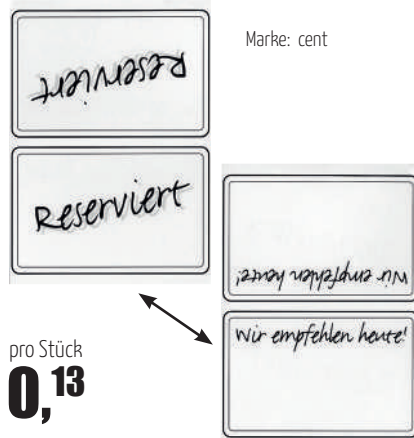 Marke: cent
Reserviert
Reserviert
Wir empfehlen heute!
Wir empfehlen heute!
pro Stück
0,13